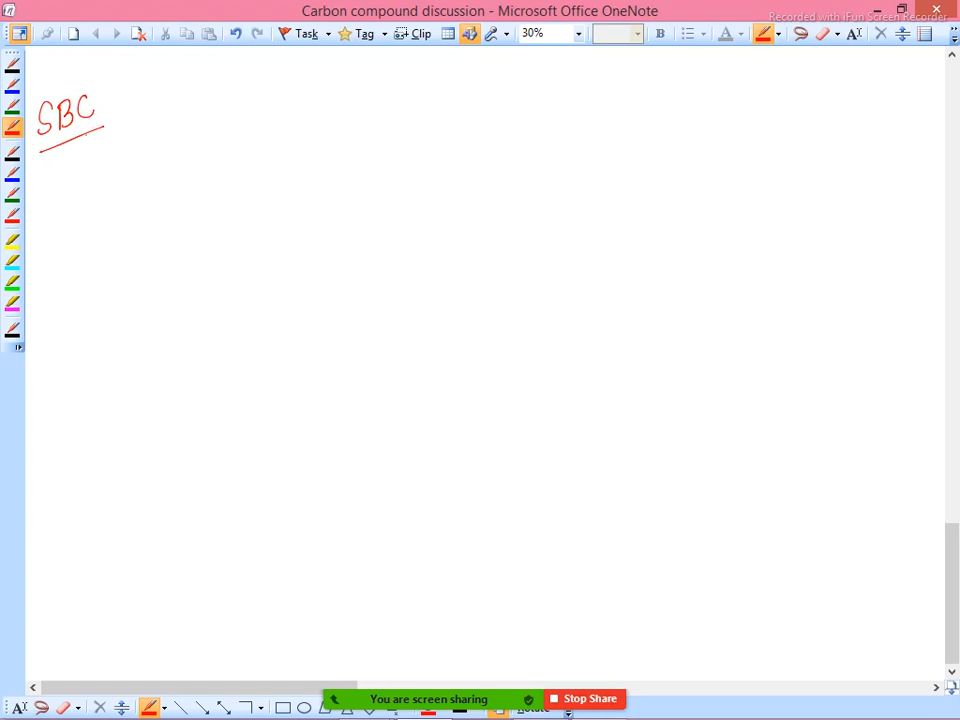 Carbon compound discussion - Microsoft Office OneNote
Recorded with iFun Screen Recorder
Task Tag Clip 30% B A
SBC
You are screen sharing Stop Share